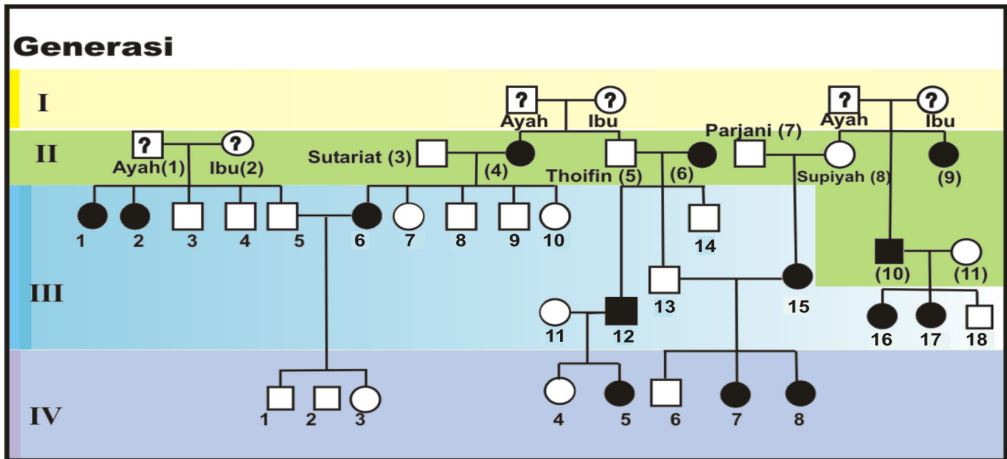 Generasi
I
? ? ? ?
Ayah Ibu Ayah Ibu
II
? ?
Ayah(1) Ibu(2) Sutariat (3) (4) Thoifin (5) (6) Parjani (7) Supiyah (8) (9)
(10) (11)
III
1 2 3 4 5 6 7 8 9 10 14
13 15
11 12 16 17 18
IV
1 2 3 4 5 6 7 8